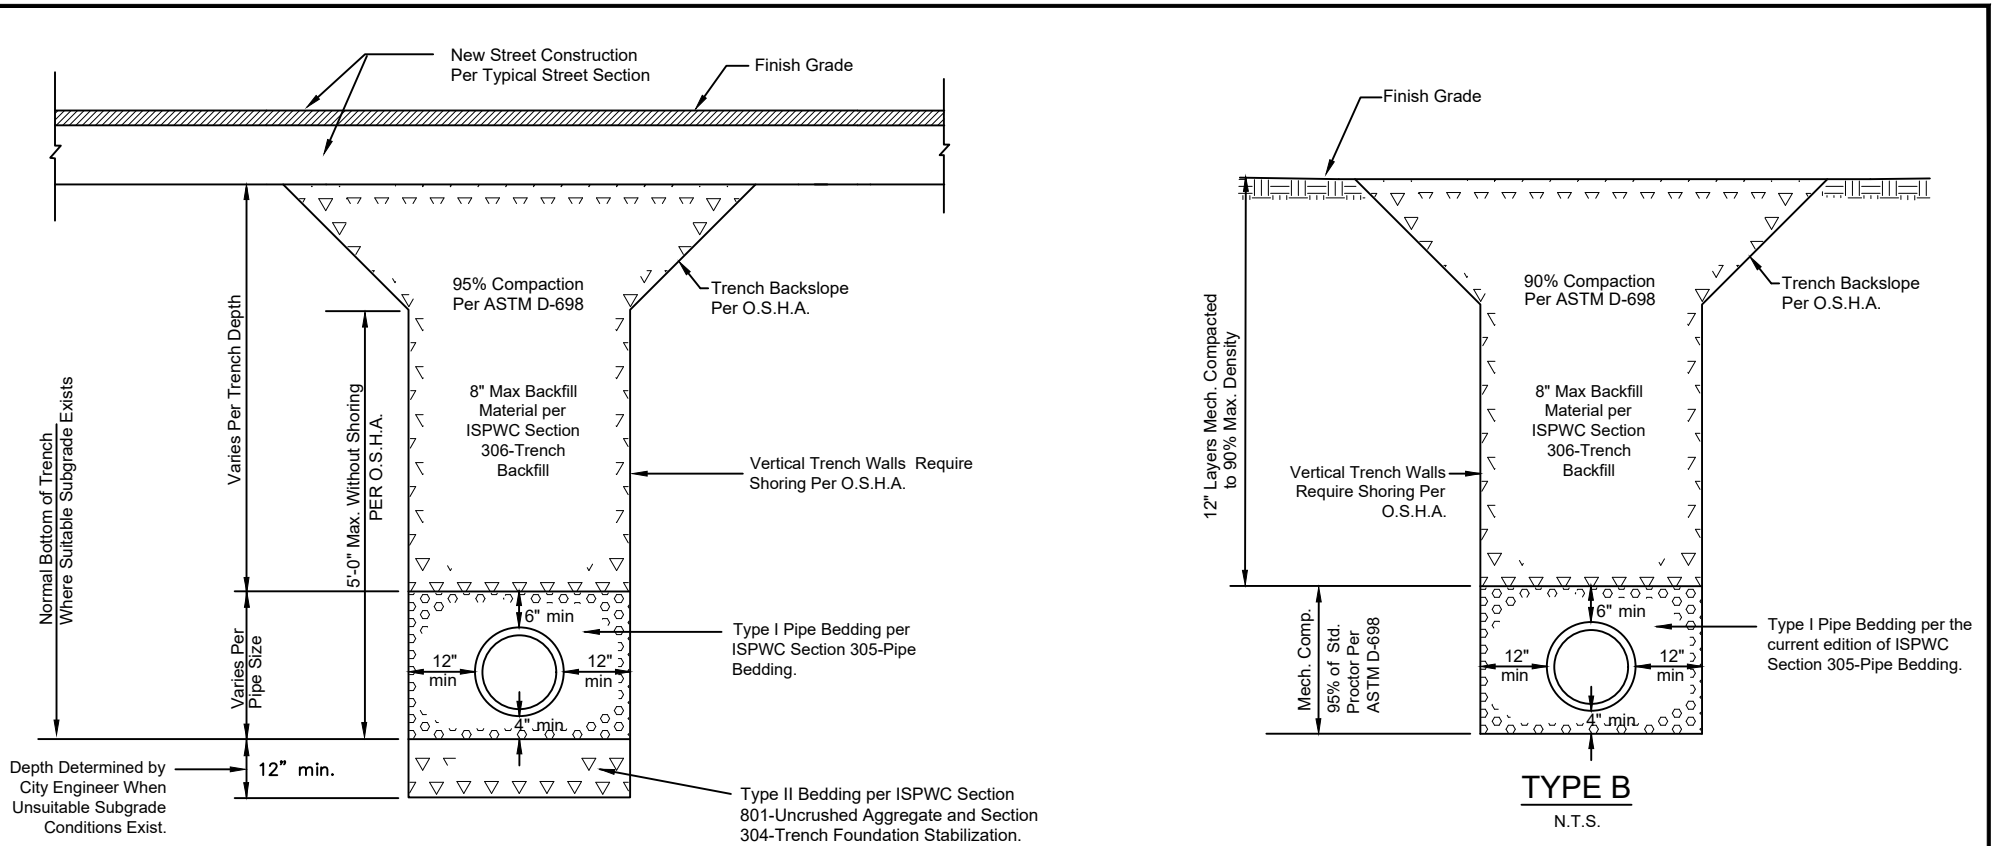 New Street Construction
Per Typical Street Section
Finish Grade
95% Compaction
Per ASTM D-698
Trench Backslope
Per O.S.H.A.
8" Max Backfill
Material per
ISPWC Section
306-Trench
Backfill
Vertical Trench Walls Require
Shoring Per O.S.H.A.
Varies Per Trench Depth
5'-0" Max. Without Shoring
PER O.S.H.A.
Normal Bottom of Trench
Where Suitable Subgrade Exists
Varies Per
Pipe Size
6" min
12"
min
12"
min
4" min
Type I Pipe Bedding per
ISPWC Section 305-Pipe
Bedding.
Depth Determined by
City Engineer When
Unsuitable Subgrade
Conditions Exist.
12" min.
Type II Bedding per ISPWC Section
801-Uncrushed Aggregate and Section
304-Trench Foundation Stabilization.
Finish Grade
90% Compaction
Per ASTM D-698
Trench Backslope
Per O.S.H.A.
12" Layers Mech. Compacted
to 90% Max. Density
8" Max Backfill
Material per
ISPWC Section
306-Trench
Backfill
Vertical Trench Walls
Require Shoring Per
O.S.H.A.
Mech. Comp.
95% of Std.
Proctor Per
ASTM D-698
6" min
12"
min
12"
min
4" min
Type I Pipe Bedding per the
current edition of ISPWC
Section 305-Pipe Bedding.
TYPE B
N.T.S.